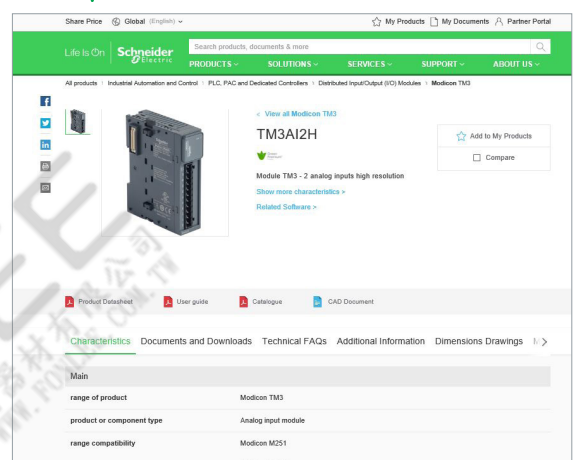 Share Price Global (English)
My Products My Documents Partner Portal
Life Is On Schneider Electric
Search products, documents & more
PRODUCTS SOLUTIONS SERVICES SUPPORT ABOUT US
All products Industrial Automation and Control PLC, PAC and Dedicated Controllers Distributed Input/Output (I/O) Modules Modicon TM3
< View all Modicon TM3
TM3AI2H
Module TM3 - 2 analog inputs high resolution
Show more characteristics >
Related Software >
Add to My Products
Compare
Product Datasheet User guide Catalogue CAD Document
Characteristics Documents and Downloads Technical FAQs Additional Information Dimensions Drawings
Main
range of product Modicon TM3
product or component type Analog input module
range compatibility Modicon M251